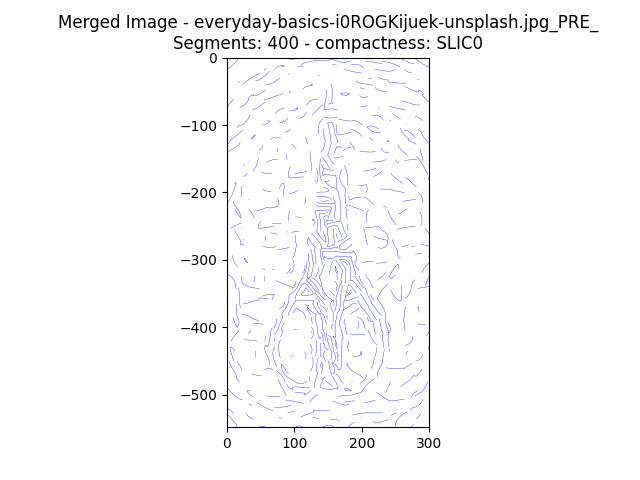 Merged Image - everyday-basics-i0ROGKijuek-unsplash.jpg_PRE_
Segments: 400 - compactness: SLIC0
0
−100
−200
−300
−400
−500
0 100 200 300